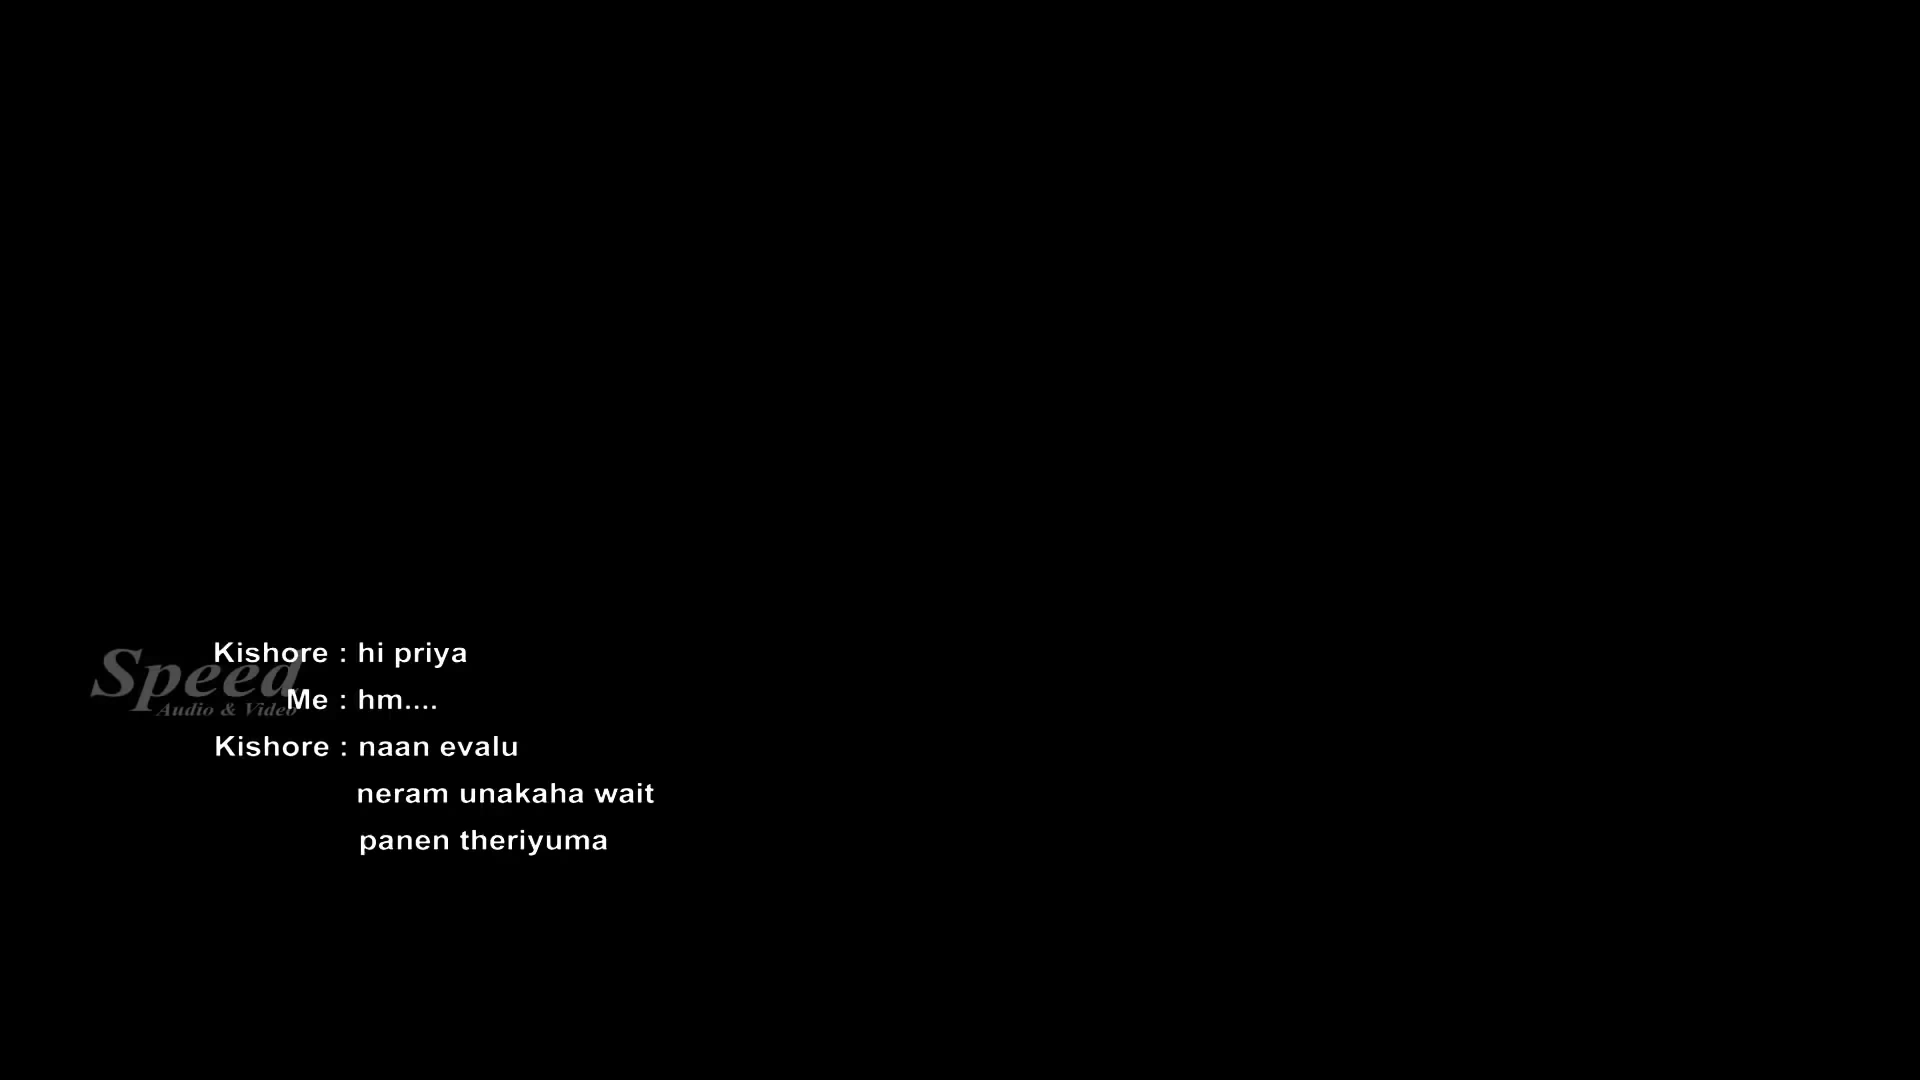 Kishore : hi priya
Speed
Me : hm....
Audio & Video
Kishore : naan evalu
neram unakaha wait
panen theriyuma